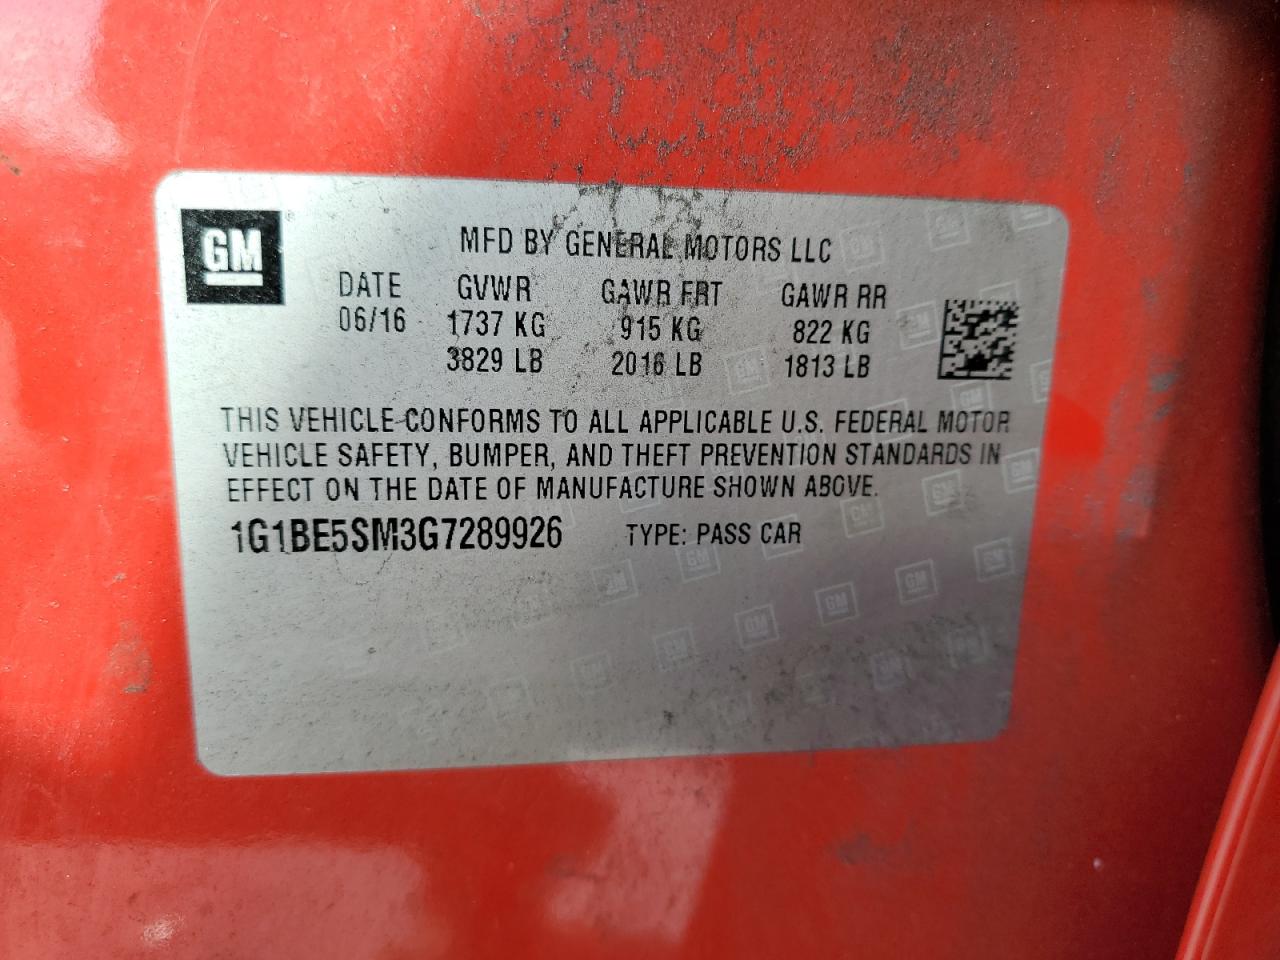 GM
MFD BY GENERAL MOTORS LLC
DATE GVWR GAWR FRT GAWR RR
06/16 1737 KG 915 KG 822 KG
3829 LB 2016 LB 1813 LB
THIS VEHICLE CONFORMS TO ALL APPLICABLE U.S. FEDERAL MOTOR
VEHICLE SAFETY, BUMPER, AND THEFT PREVENTION STANDARDS IN
EFFECT ON THE DATE OF MANUFACTURE SHOWN ABOVE.
1G1BE5SM3G7289926 TYPE: PASS CAR